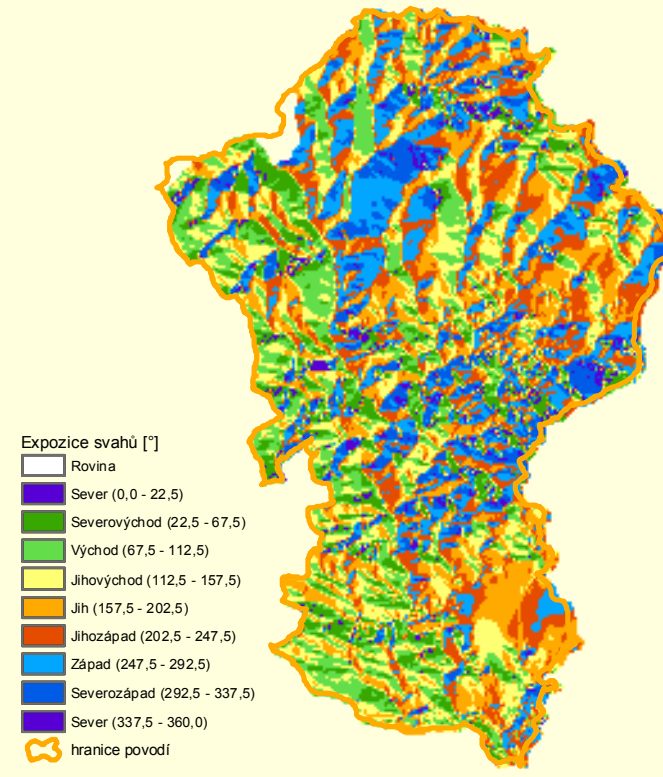 Expozice svahů [°]
Rovina
Sever (0,0 - 22,5)
Severovýchod (22,5 - 67,5)
Východ (67,5 - 112,5)
Jihovýchod (112,5 - 157,5)
Jih (157,5 - 202,5)
Jihozápad (202,5 - 247,5)
Západ (247,5 - 292,5)
Severozápad (292,5 - 337,5)
Sever (337,5 - 360,0)
hranice povodí